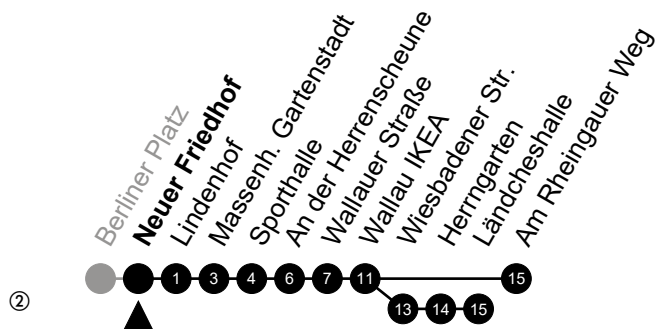 Berliner Platz
Neuer Friedhof
Lindenhof
Massenh. Gartenstadt
Sporthalle
An der Herrenscheune
Wallauer Straße
Wallau IKEA
Wiesbadener Str.
Herrngarten
Ländcheshalle
Am Rheingauer Weg
1 3 4 6 7 11 15
② 13 14 15